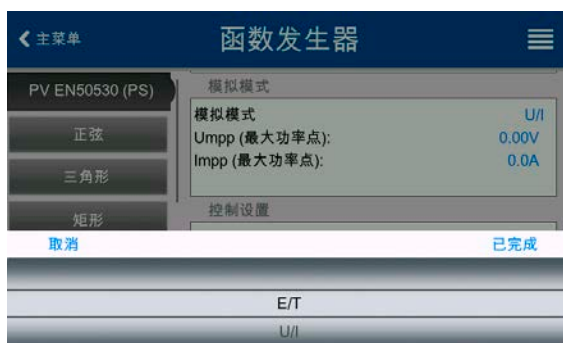 主菜单
函数发生器
PV EN50530 (PS)
正弦
三角形
矩形
模拟模式
模拟模式 U/I
Umpp (最大功率点): 0.00V
Impp (最大功率点): 0.0A
控制设置
取消 已完成
E/T
U/I